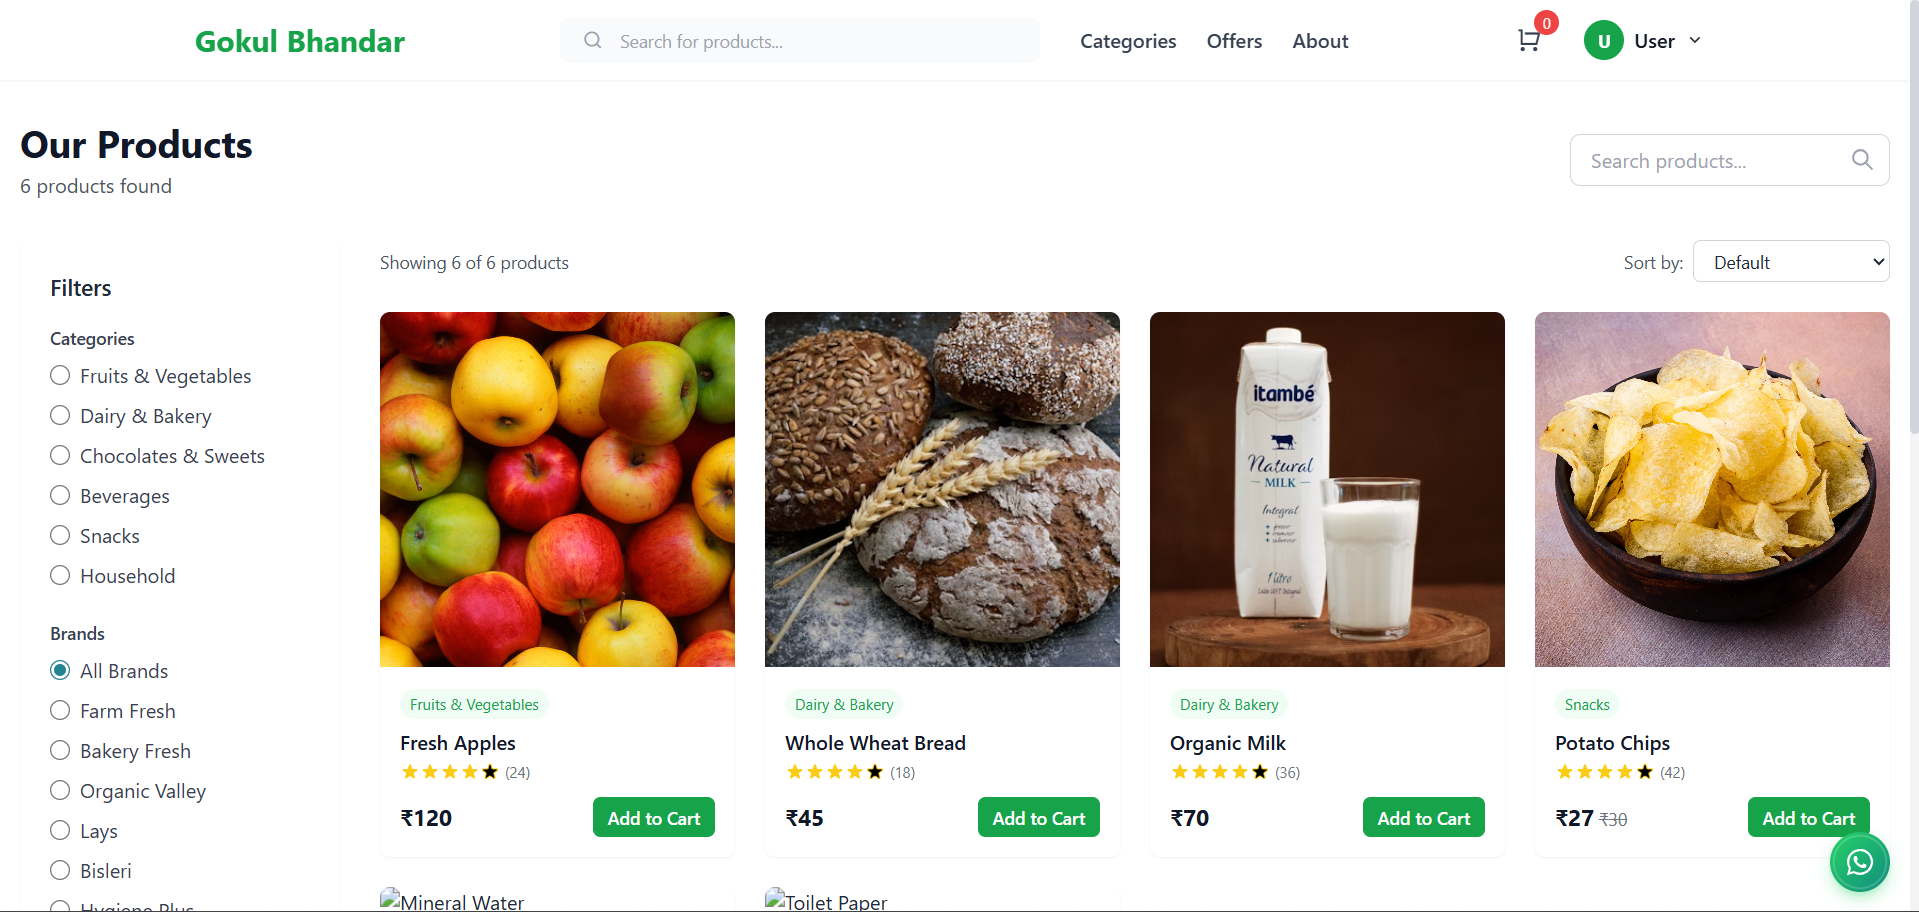 Gokul Bhandar
Search for products...
Categories
Offers
About
0
U
User
Our Products
6 products found
Search products...
Filters
Categories
Fruits & Vegetables
Dairy & Bakery
Chocolates & Sweets
Beverages
Snacks
Household
Brands
All Brands
Farm Fresh
Bakery Fresh
Organic Valley
Lays
Bisleri
Hygiene Plus
Showing 6 of 6 products
Sort by:
Default
Fruits & Vegetables
Fresh Apples
(24)
₹120
Add to Cart
Dairy & Bakery
Whole Wheat Bread
(18)
₹45
Add to Cart
itambé
Natural
MILK
Integral
1 litro
Dairy & Bakery
Organic Milk
(36)
₹70
Add to Cart
Snacks
Potato Chips
(42)
₹27 ₹30
Add to Cart
Mineral Water
Toilet Paper